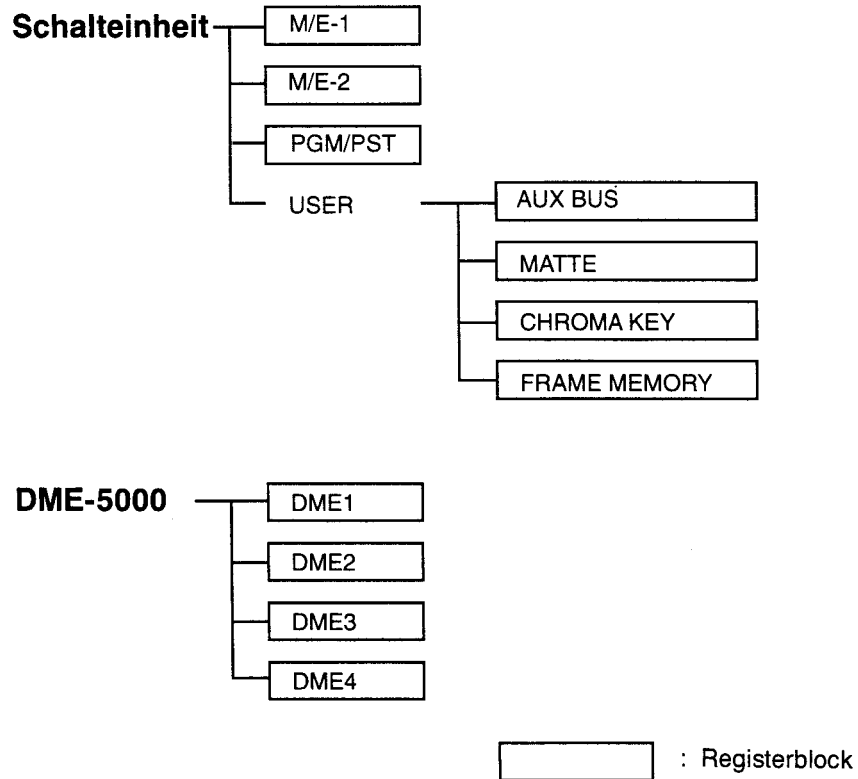 Schalteinheit
M/E-1
M/E-2
PGM/PST
USER
AUX BUS
MATTE
CHROMA KEY
FRAME MEMORY
DME-5000
DME1
DME2
DME3
DME4
: Registerblock